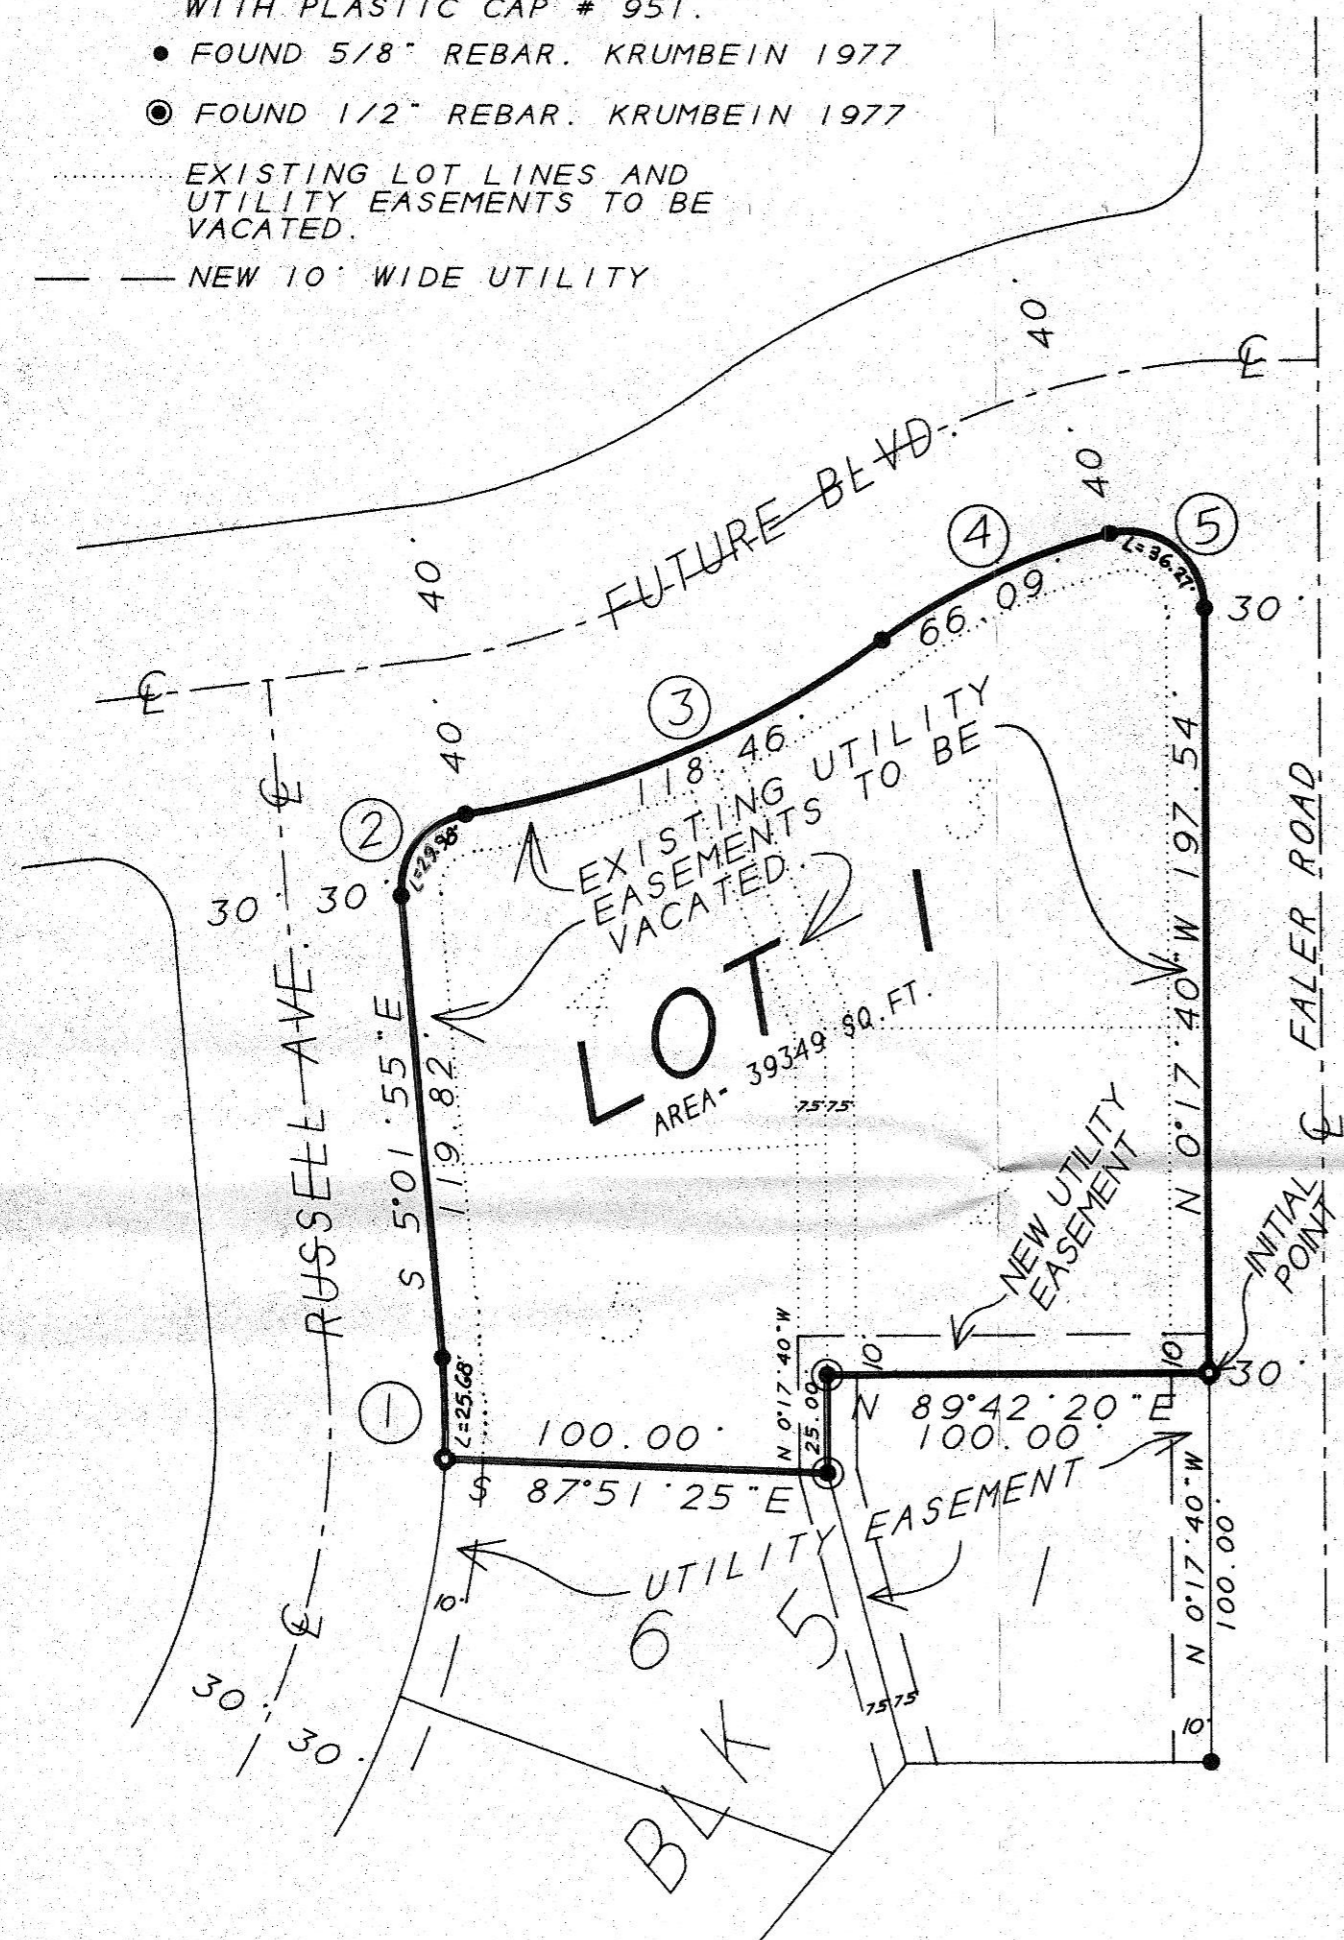 WITH PLASTIC CAP # 951.
FOUND 5/8" REBAR. KRUMBEIN 1977
FOUND 1/2" REBAR. KRUMBEIN 1977
EXISTING LOT LINES AND
UTILITY EASEMENTS TO BE
VACATED.
NEW 10' WIDE UTILITY
40'
℄
FUTURE BLVD.
40'
40'
5
4
L=36.27'
30'
66.09'
℄
3
118.46'
40'
℄
2
L=29.98'
30' 30'
EXISTING UTILITY
EASEMENTS TO BE
VACATED.
3
1
LOT 1
AREA= 39349 SQ.FT.
75 75
RUSSELL AVE.
S 5°01'55"E
119.82'
N 0°17'40"W 197.54'
FALER ROAD
℄
NEW UTILITY
EASEMENT
INITIAL
POINT
5
1
L=25.68'
100.00'
S 87°51'25"E
N 0°17'40"W
25.00'
10'
10'
30'
N 89°42'20"E
100.00'
UTILITY EASEMENT
10'
6
5
1
N 0°17'40"W
100.00'
10'
75 75
℄
30'
30'
BLK